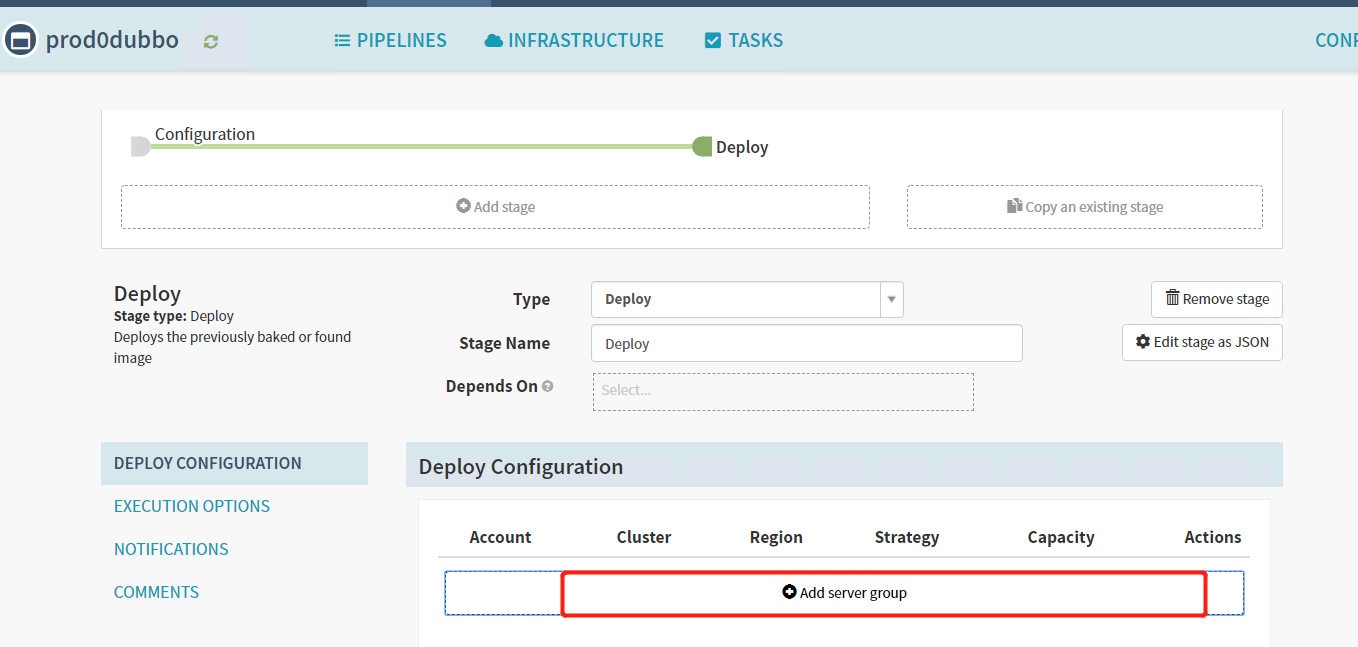 prod0dubbo PIPELINES INFRASTRUCTURE TASKS
Configuration
Deploy
Add stage Copy an existing stage
Deploy
Stage type: Deploy
Deploys the previously baked or found
image
Type Deploy Remove stage
Stage Name Deploy Edit stage as JSON
Depends On Select...
DEPLOY CONFIGURATION
EXECUTION OPTIONS
NOTIFICATIONS
COMMENTS
Deploy Configuration
Account Cluster Region Strategy Capacity Actions
Add server group